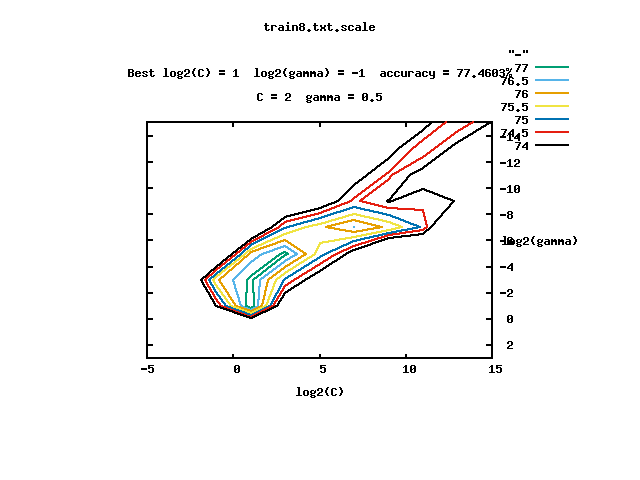 train8.txt.scale
"-"
Best log2(C) = 1 log2(gamma) = -1 accuracy = 77.4603%
77
76.5
C = 2 gamma = 0.5
76
75.5
75
74.5
74
-14
-12
-10
-8
-6
log2(gamma)
-4
-2
0
2
-5 0 5 10 15
log2(C)